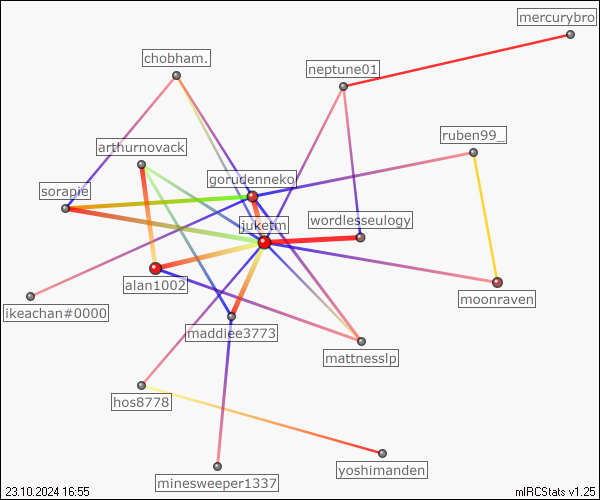 mercurybro
chobham.
neptune01
ruben99_
arthurnovack
gorudenneko
sorapie
wordlesseulogy
juketm
alan1002
moonraven
ikeachan#0000
maddiee3773
mattnesslp
hos8778
yoshimanden
minesweeper1337
23.10.2024 16:55
mIRCStats v1.25